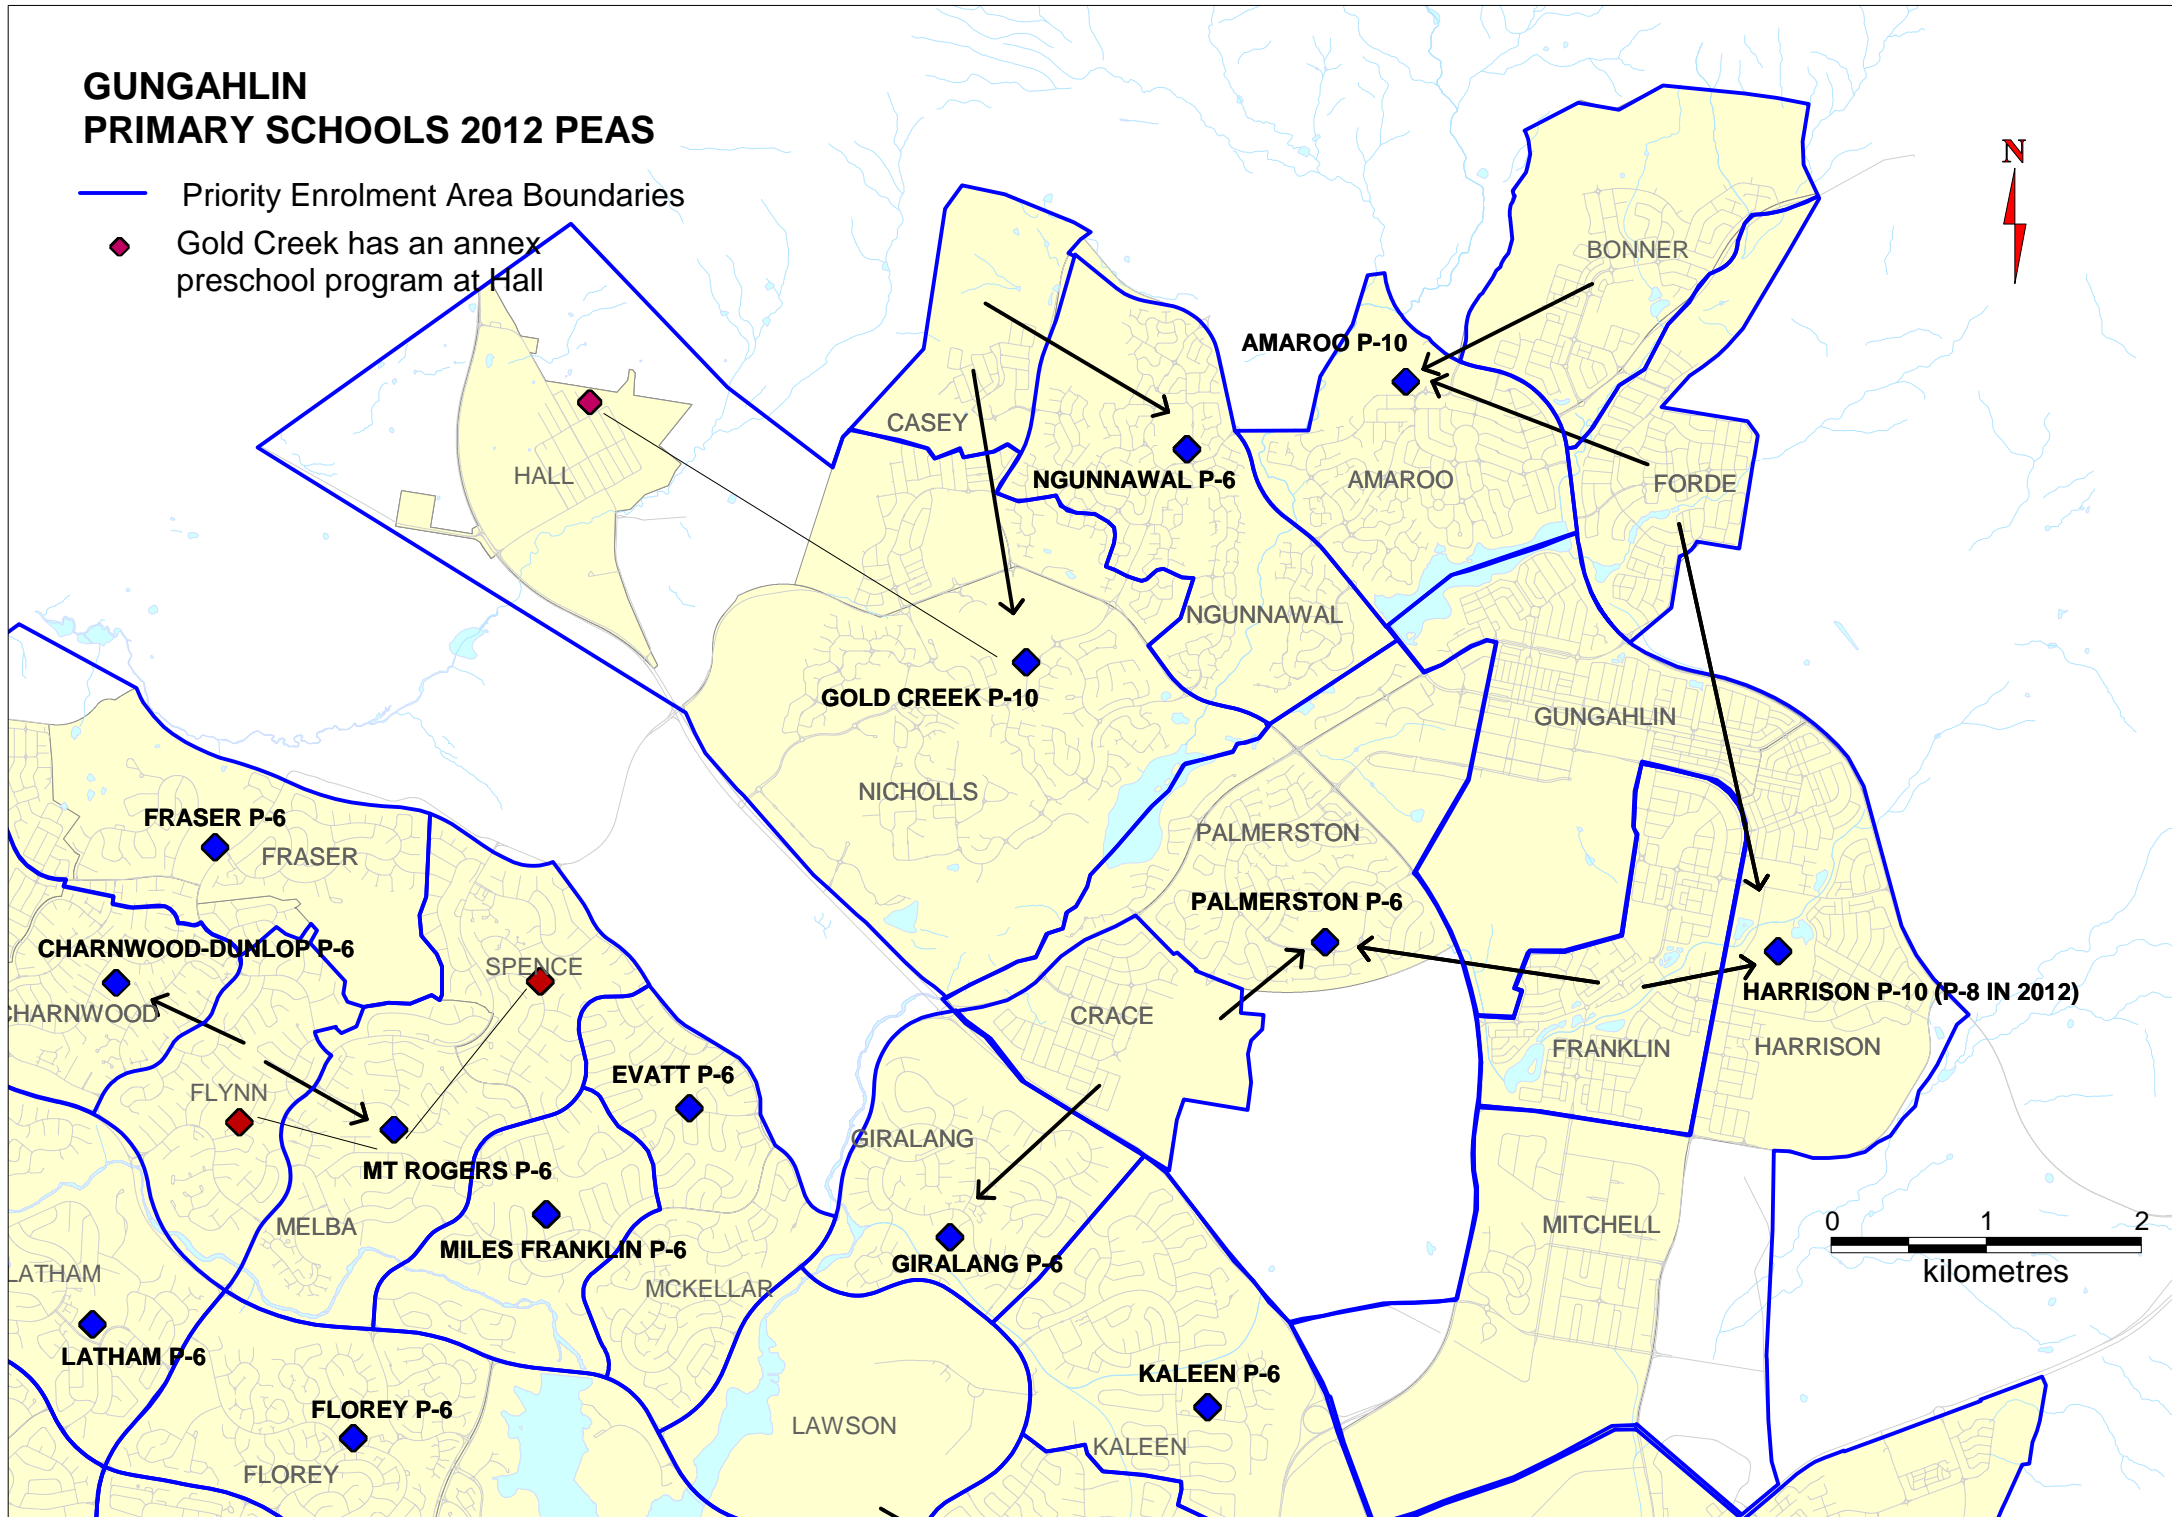 GUNGAHLIN
PRIMARY SCHOOLS 2012 PEAS
Priority Enrolment Area Boundaries
Gold Creek has an annex
preschool program at Hall
N
BONNER
AMAROO P-10
CASEY
HALL
NGUNNAWAL P-6
AMAROO
FORDE
NGUNNAWAL
GOLD CREEK P-10
GUNGAHLIN
NICHOLLS
FRASER P-6
FRASER
PALMERSTON
PALMERSTON P-6
CHARNWOOD-DUNLOP P-6
SPENCE
HARRISON P-10 (P-8 IN 2012)
CHARNWOOD
CRACE
FRANKLIN
HARRISON
EVATT P-6
FLYNN
GIRALANG
MT ROGERS P-6
MELBA
MITCHELL
0 1 2
kilometres
MILES FRANKLIN P-6
GIRALANG P-6
LATHAM
MCKELLAR
LATHAM P-6
KALEEN P-6
FLOREY P-6
LAWSON
KALEEN
FLOREY